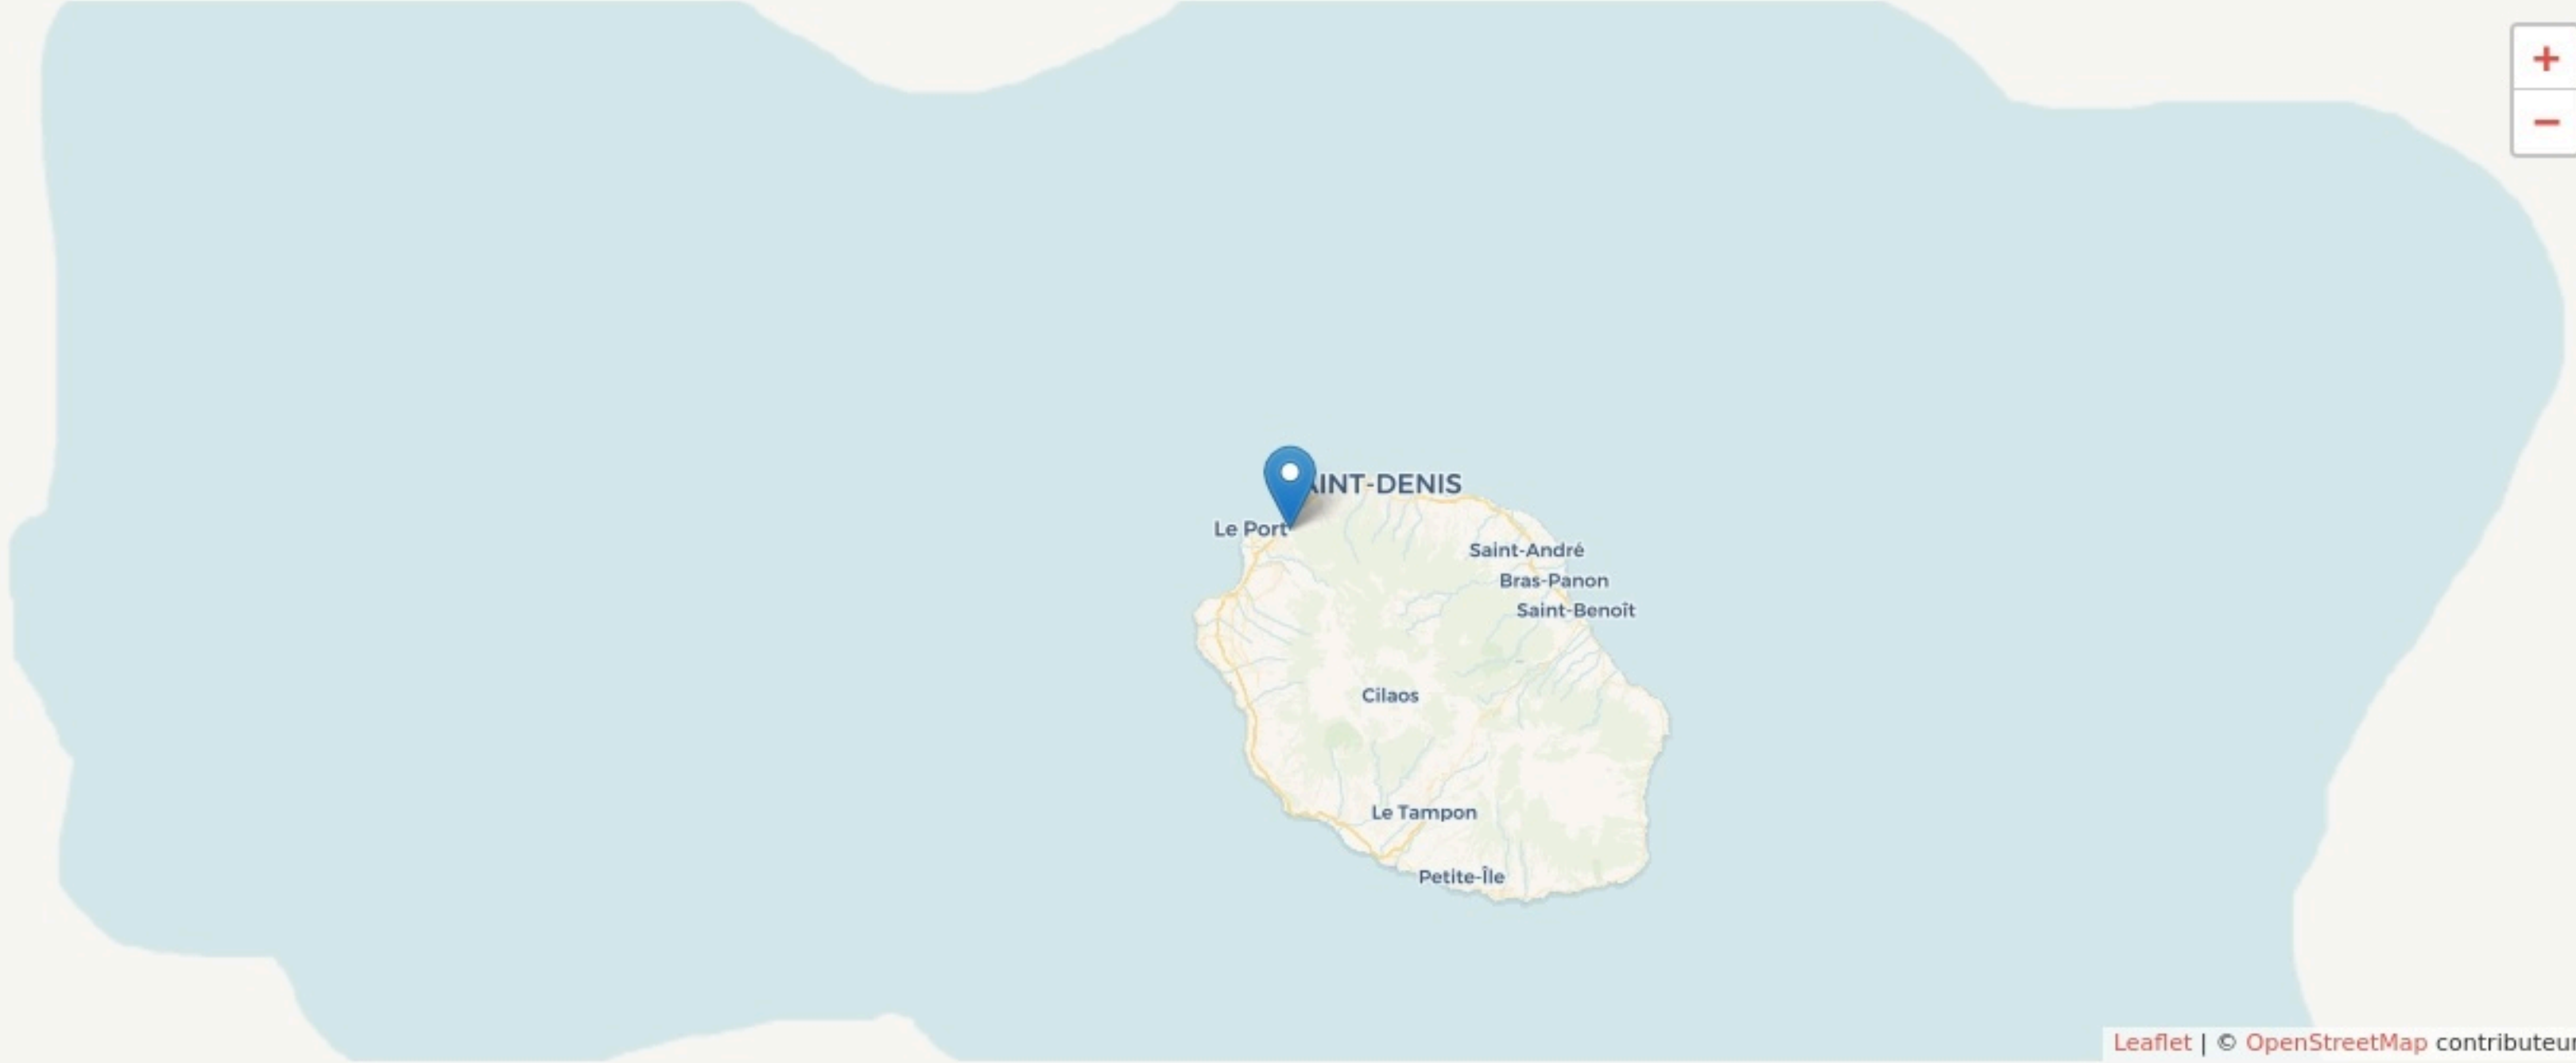 +
−
AINT-DENIS
Le Port
Saint-André
Bras-Panon
Saint-Benoît
Cilaos
Le Tampon
Petite-Île
Leaflet | © OpenStreetMap contributeur